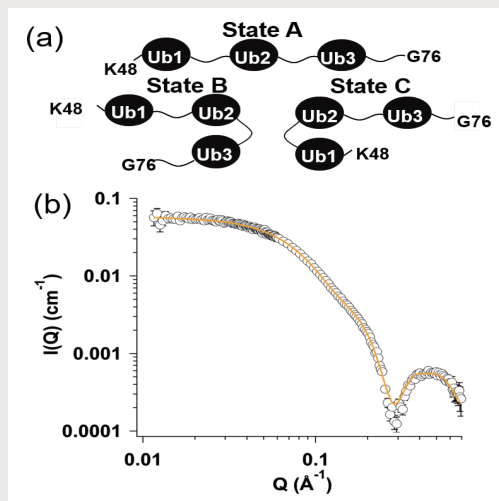 (a)
State A
K48 Ub1 Ub2 Ub3 G76
State B
K48 Ub1 Ub2
G76 Ub3
State C
Ub2 Ub3 G76
Ub1 K48
(b)
0.1
0.01
0.001
0.0001
I(Q) (cm⁻¹)
0.01 0.1
Q (Å⁻¹)